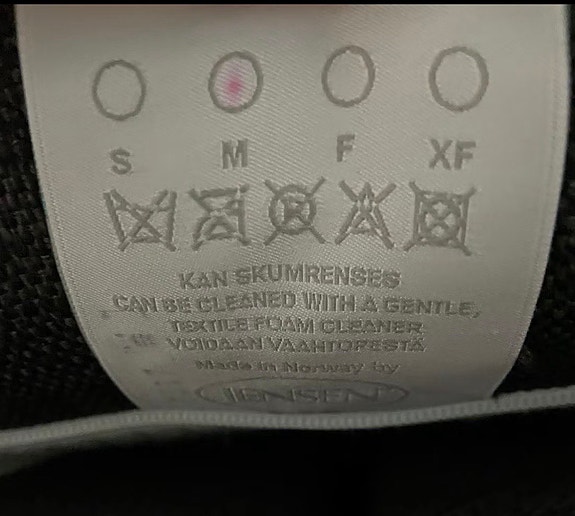 S M F XF
KAN SKUMRENSES
CAN BE CLEANED WITH A GENTLE,
TEXTILE FOAM CLEANER
VOIDAAN VAAHTOPESTÄ
Made in Norway by
JENSEN